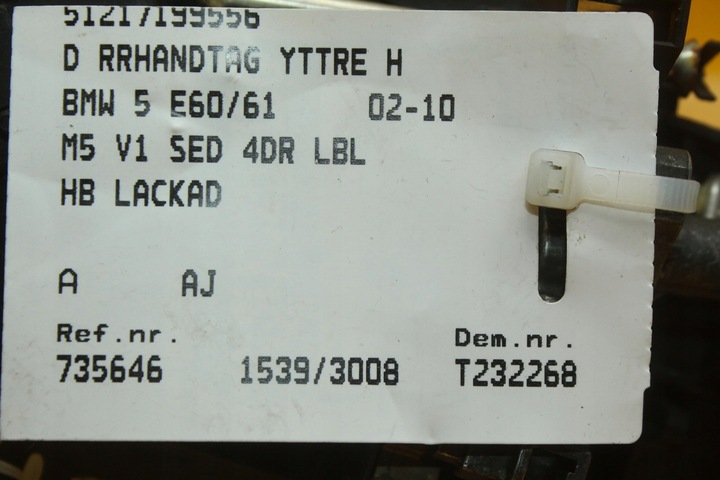 51217199556
D RRHANDTAG YTTRE H
BMW 5 E60/61 02-10
M5 V1 SED 4DR LBL
HB LACKAD
A AJ
Ref.nr. Dem.nr.
735646 1539/3008 T232268